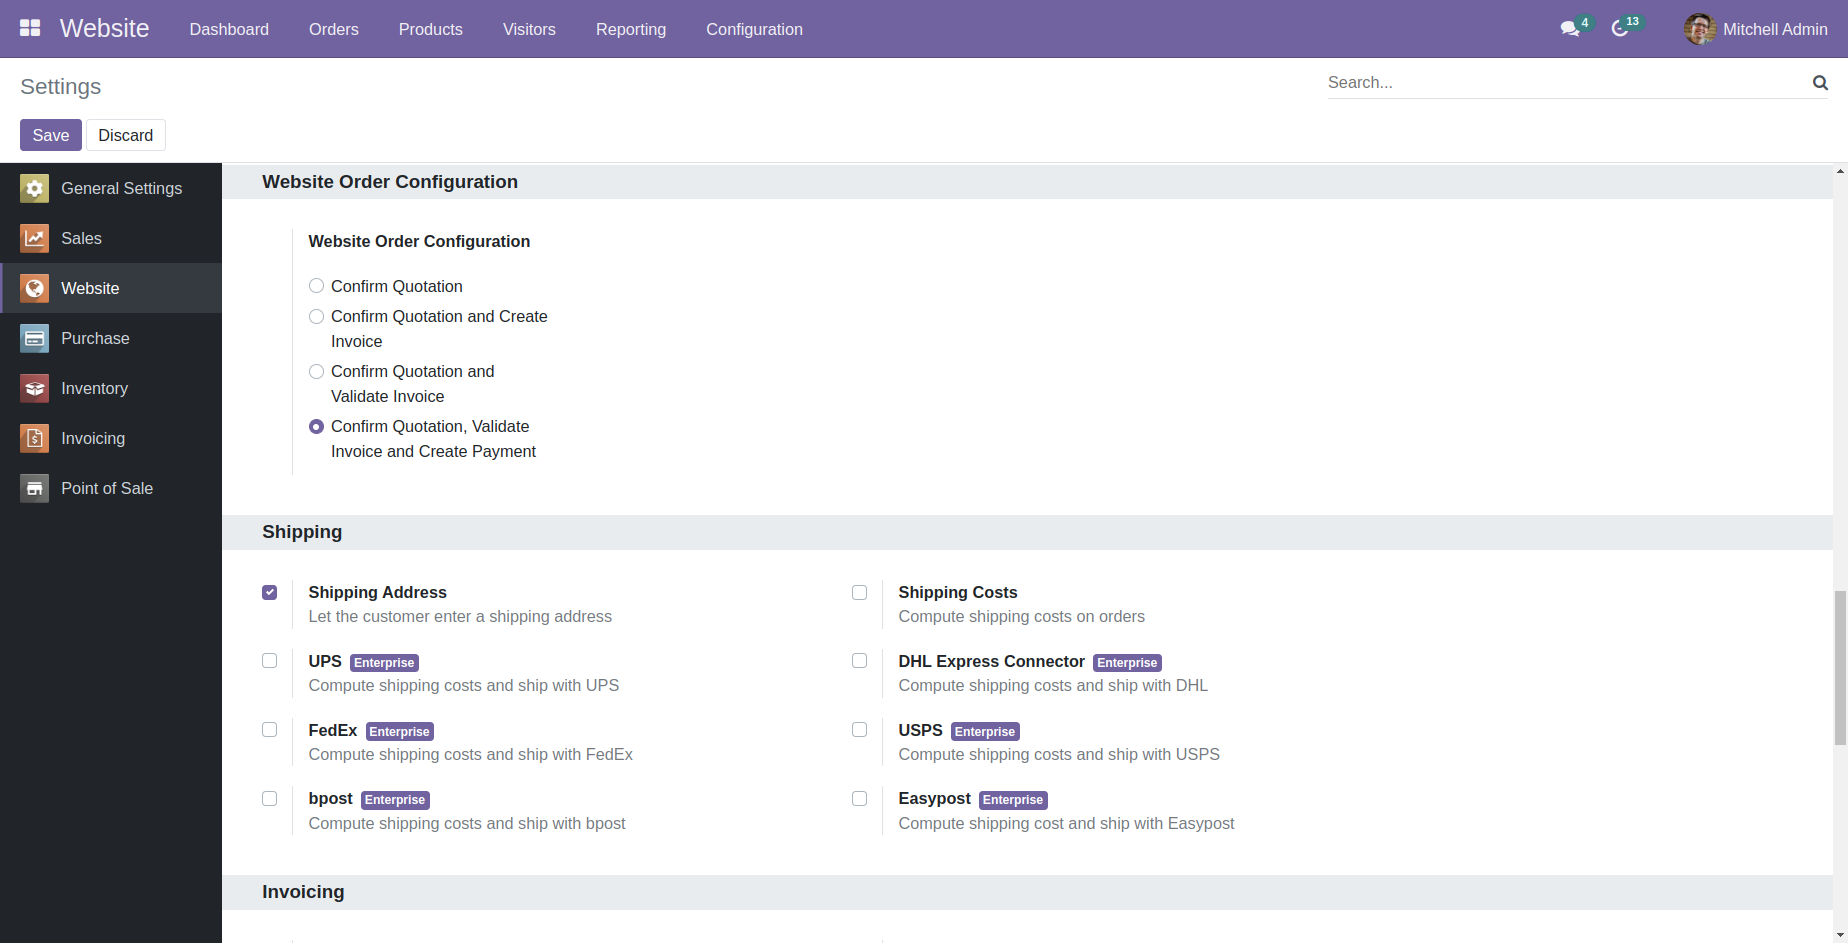 Website
Dashboard
Orders
Products
Visitors
Reporting
Configuration
4
13
Mitchell Admin
Settings
Search...
Save
Discard
General Settings
Sales
Website
Purchase
Inventory
Invoicing
Point of Sale
Website Order Configuration
Website Order Configuration
Confirm Quotation
Confirm Quotation and Create
Invoice
Confirm Quotation and
Validate Invoice
Confirm Quotation, Validate
Invoice and Create Payment
Shipping
Shipping Address
Let the customer enter a shipping address
Shipping Costs
Compute shipping costs on orders
UPS Enterprise
Compute shipping costs and ship with UPS
DHL Express Connector Enterprise
Compute shipping costs and ship with DHL
FedEx Enterprise
Compute shipping costs and ship with FedEx
USPS Enterprise
Compute shipping costs and ship with USPS
bpost Enterprise
Compute shipping costs and ship with bpost
Easypost Enterprise
Compute shipping cost and ship with Easypost
Invoicing